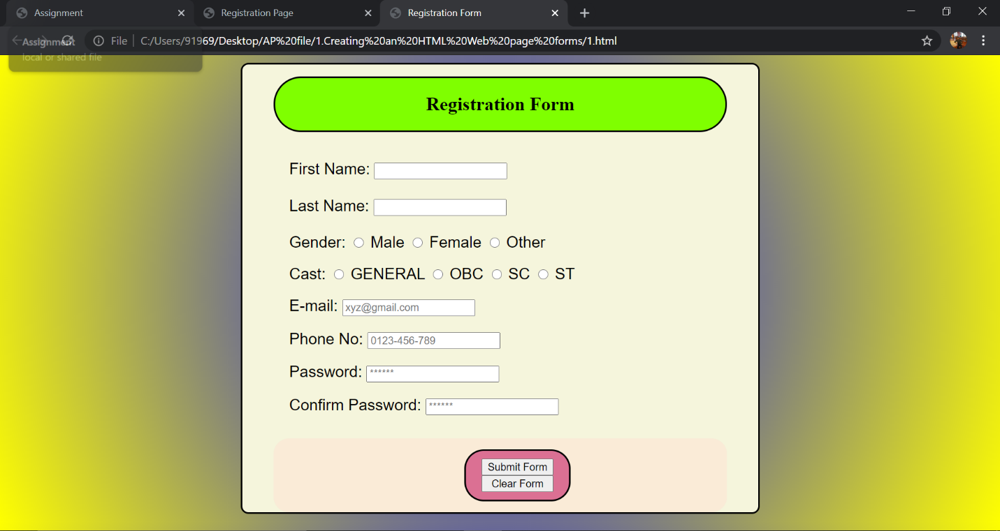 Assignment
Registration Page
Registration Form
Assignment
local or shared file
File
C:/Users/91969/Desktop/AP%20file/1.Creating%20an%20HTML%20Web%20page%20forms/1.html
Registration Form
First Name:
Last Name:
Gender: Male Female Other
Cast: GENERAL OBC SC ST
E-mail: xyz@gmail.com
Phone No: 0123-456-789
Password: ******
Confirm Password: ******
Submit Form
Clear Form